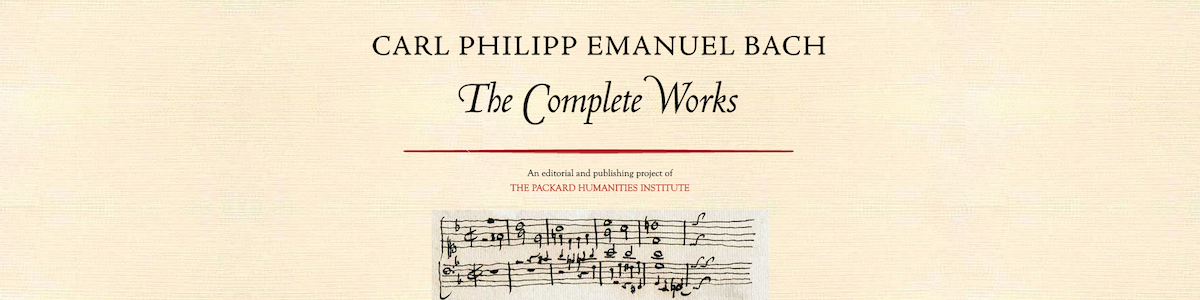 CARL PHILIPP EMANUEL BACH
The Complete Works
An editorial and publishing project of
THE PACKARD HUMANITIES INSTITUTE